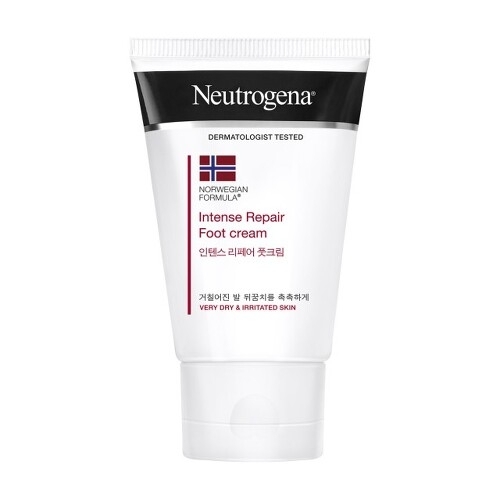 Neutrogena®
DERMATOLOGIST TESTED
NORWEGIAN
FORMULA®
Intense Repair
Foot cream
인텐스 리페어 풋크림
거칠어진 발 뒤꿈치를 촉촉하게
VERY DRY & IRRITATED SKIN